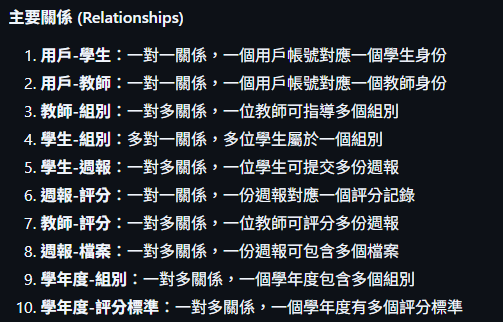 主要關係 (Relationships)
1. 用戶-學生：一對一關係，一個用戶帳號對應一個學生身份
2. 用戶-教師：一對一關係，一個用戶帳號對應一個教師身份
3. 教師-組別：一對多關係，一位教師可指導多個組別
4. 學生-組別：多對一關係，多位學生屬於一個組別
5. 學生-週報：一對多關係，一位學生可提交多份週報
6. 週報-評分：一對一關係，一份週報對應一個評分記錄
7. 教師-評分：一對多關係，一位教師可評分多份週報
8. 週報-檔案：一對多關係，一份週報可包含多個檔案
9. 學年度-組別：一對多關係，一個學年度包含多個組別
10. 學年度-評分標準：一對多關係，一個學年度有多個評分標準